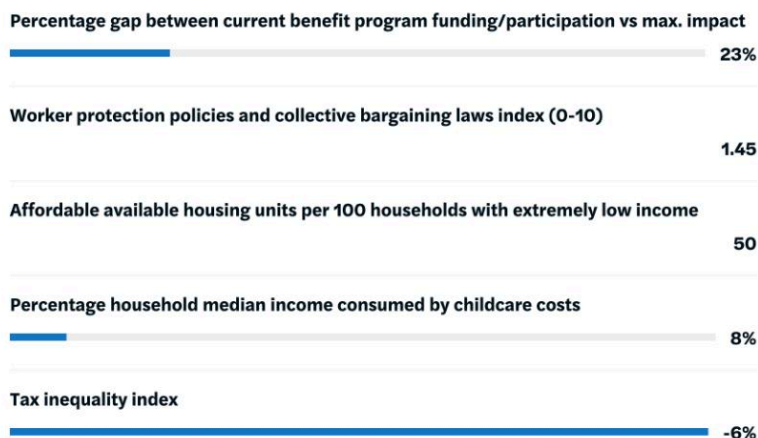 Percentage gap between current benefit program funding/participation vs max. impact
23%
Worker protection policies and collective bargaining laws index (0-10)
1.45
Affordable available housing units per 100 households with extremely low income
50
Percentage household median income consumed by childcare costs
8%
Tax inequality index
-6%